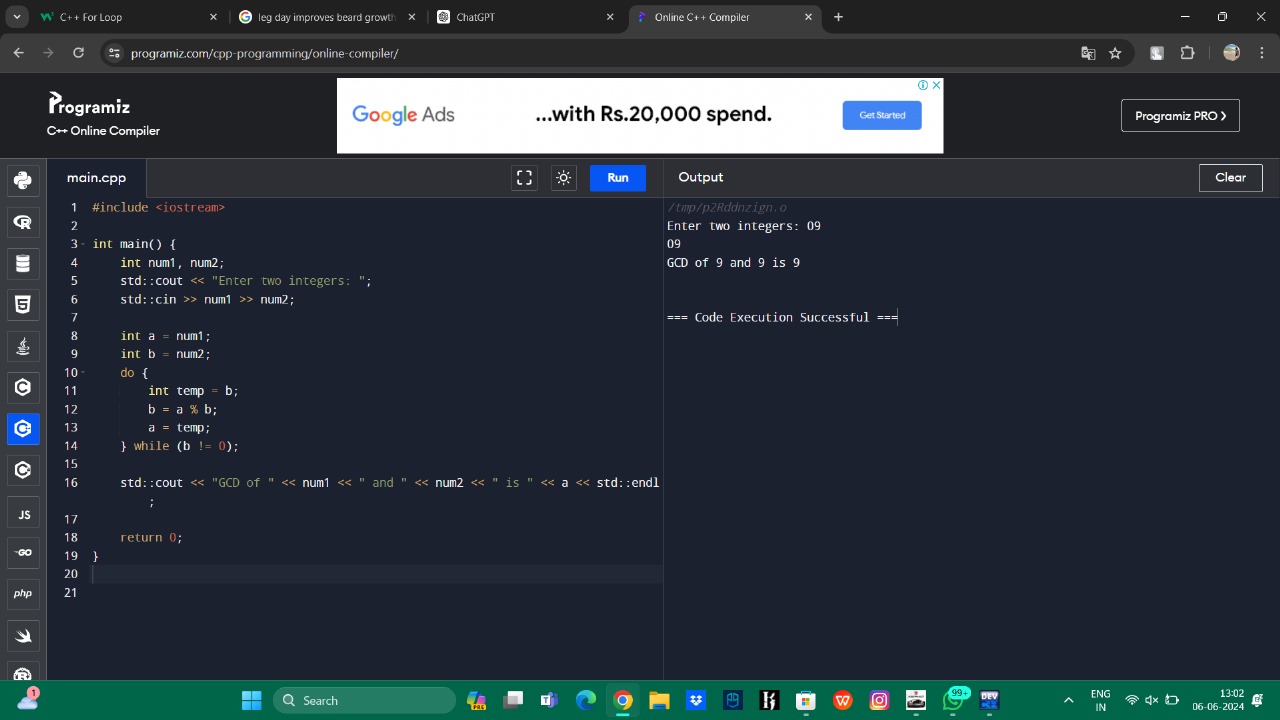 C++ For Loop
leg day improves beard growth
ChatGPT
Online C++ Compiler
programiz.com/cpp-programming/online-compiler/
Programiz
C++ Online Compiler
Google Ads
...with Rs.20,000 spend.
Get Started
Programiz PRO >
main.cpp
Run
Output
Clear
1 #include <iostream>
2
3 int main() {
4 int num1, num2;
5 std::cout << "Enter two integers: ";
6 std::cin >> num1 >> num2;
7
8 int a = num1;
9 int b = num2;
10 do {
11 int temp = b;
12 b = a % b;
13 a = temp;
14 } while (b != 0);
15
16 std::cout << "GCD of " << num1 << " and " << num2 << " is " << a << std::endl
;
17
18 return 0;
19 }
20
21
/tmp/p2Rddnzign.o
Enter two integers: 09
09
GCD of 9 and 9 is 9
=== Code Execution Successful ===
JS
GO
php
1
Search
PRE
99+
DEV
ENG
IN
13:02
06-06-2024